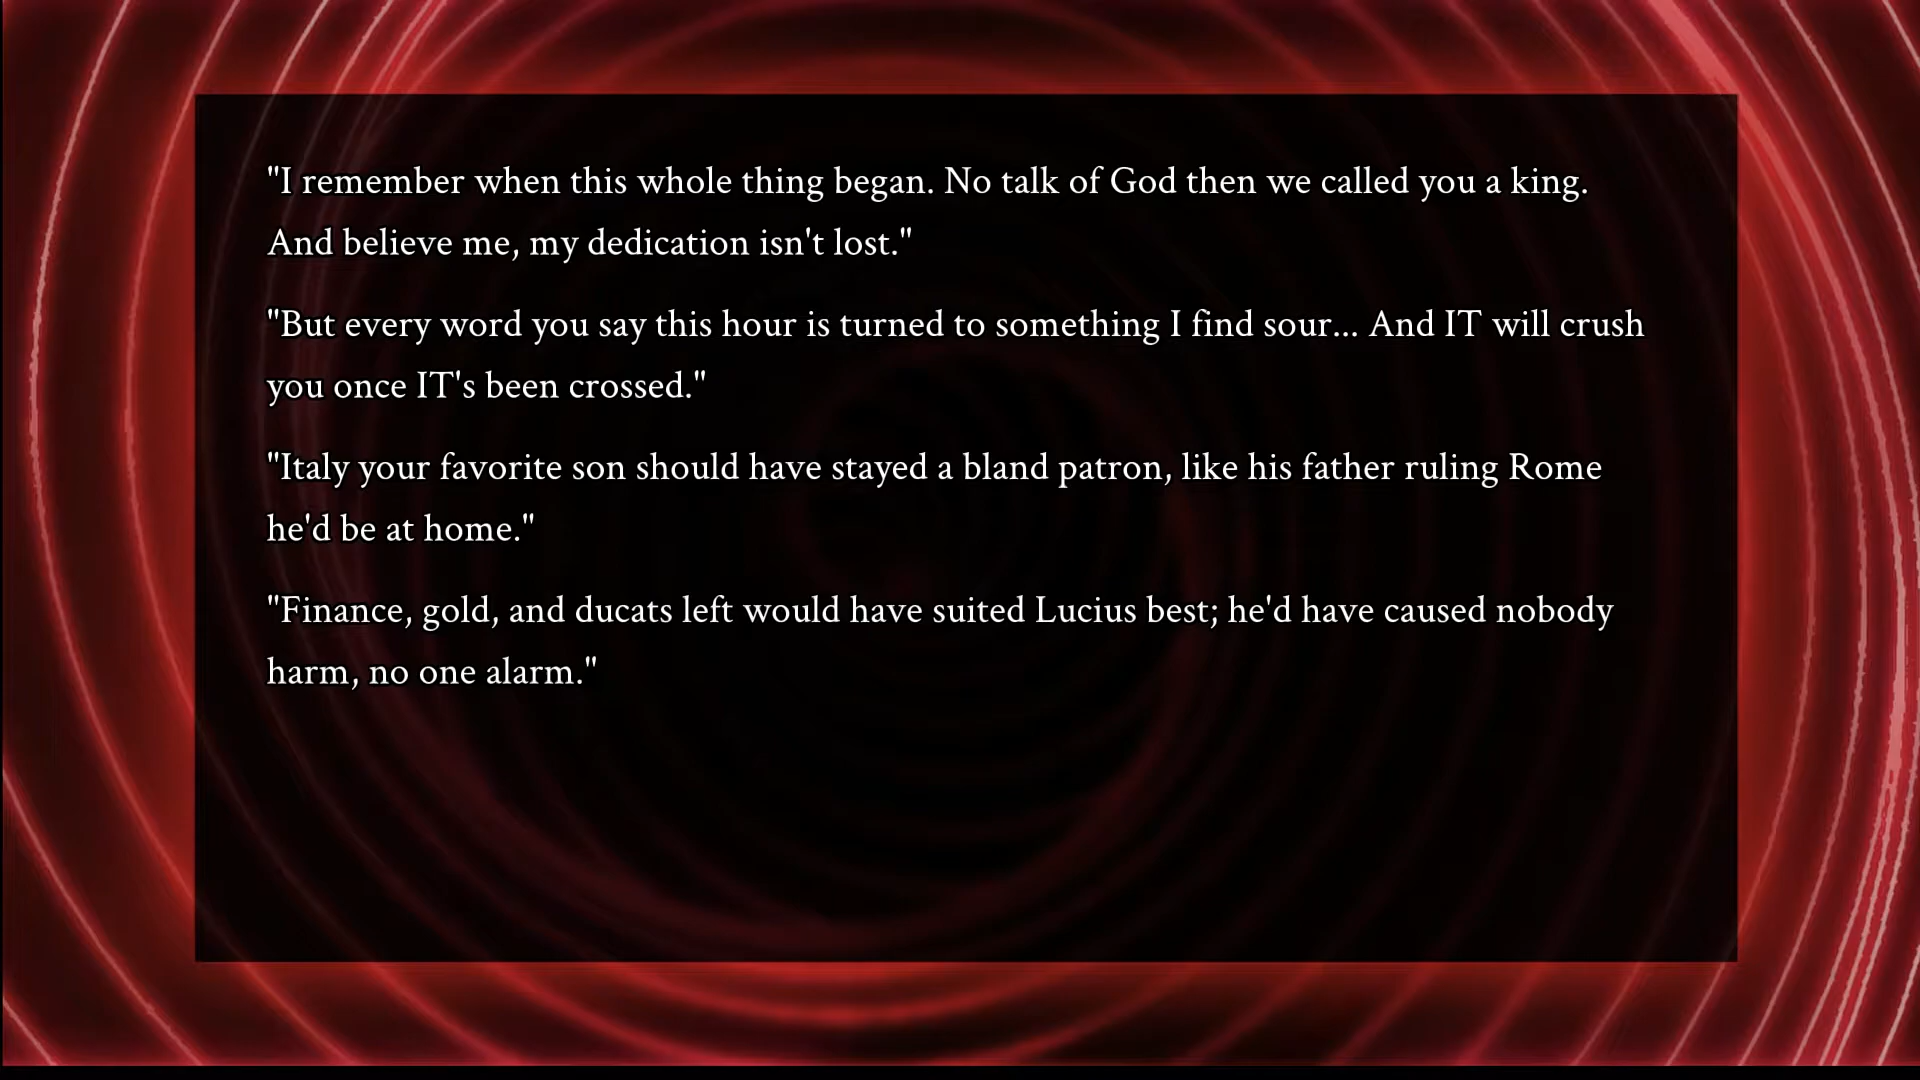 "I remember when this whole thing began. No talk of God then we called you a king.
And believe me, my dedication isn't lost."
"But every word you say this hour is turned to something I find sour... And IT will crush
you once IT's been crossed."
"Italy your favorite son should have stayed a bland patron, like his father ruling Rome
he'd be at home."
"Finance, gold, and ducats left would have suited Lucius best; he'd have caused nobody
harm, no one alarm."